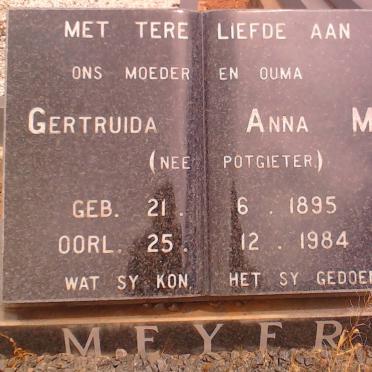 MET TERE LIEFDE AAN
ONS MOEDER EN OUMA
GERTRUIDA ANNA M
(NEE POTGIETER.)
GEB. 21. 6. 1895
OORL. 25. 12. 1984
WAT SY KON HET SY GEDOEN
MEYER